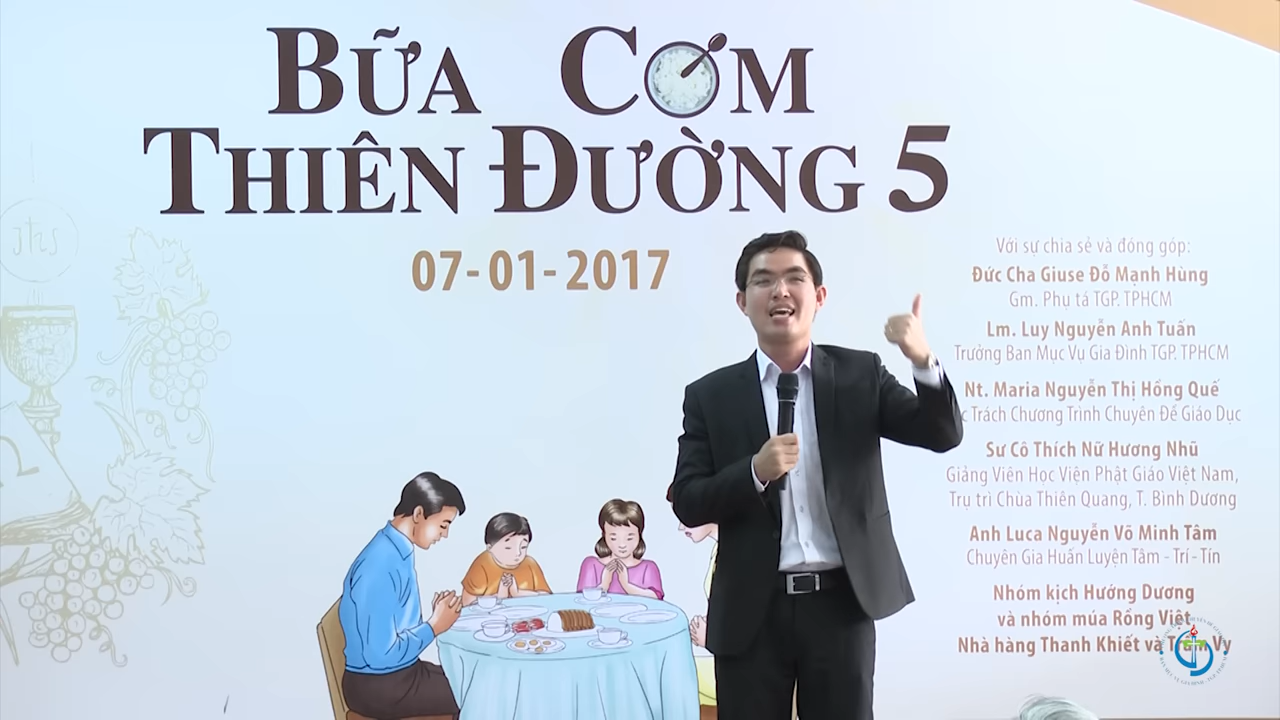 BỮA CƠM
THIÊN ĐƯỜNG 5
07-01-2017
Với sự chia sẻ và đóng góp:
Đức Cha Giuse Đỗ Mạnh Hùng
Gm. Phụ tá TGP. TPHCM
Lm. Luy Nguyễn Anh Tuấn
Trưởng Ban Mục Vụ Gia Đình TGP. TPHCM
Nt. Maria Nguyễn Thị Hồng Quế
Trách Chương Trình Chuyên Đề Giáo Dục
Sư Cô Thích Nữ Hương Nhũ
Giảng Viên Học Viện Phật Giáo Việt Nam,
Trụ trì Chùa Thiên Quang, T. Bình Dương
Anh Luca Nguyễn Võ Minh Tâm
Chuyên Gia Huấn Luyện Tâm - Trí - Tín
Nhóm kịch Hướng Dương
và nhóm múa Rồng Việt
Nhà hàng Thanh Khiết và Vy
JHS